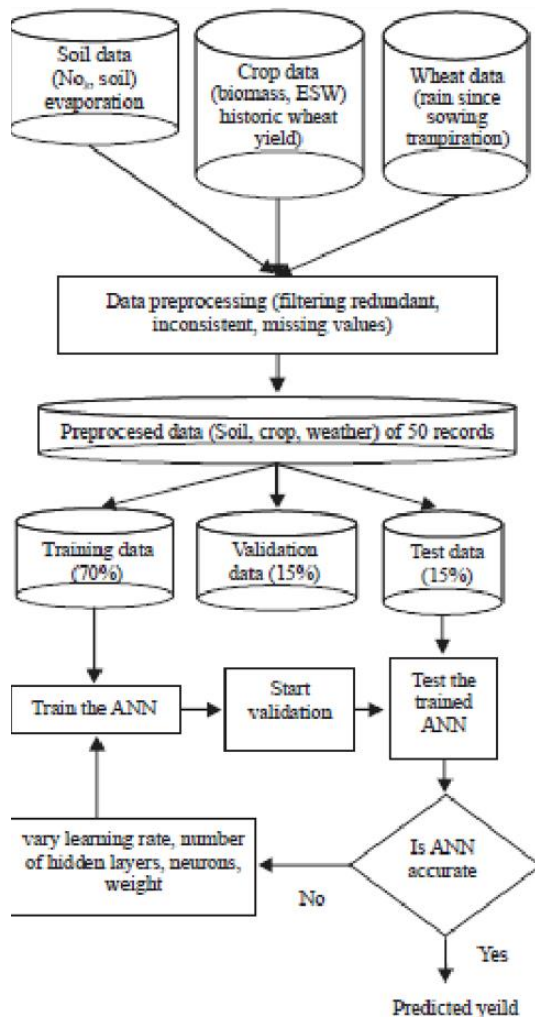 Soil data
(Noₓ, soil)
evaporation
Crop data
(biomass, ESW)
historic wheat
yield)
Wheat data
(rain since
sowing
tranpiration)
Data preprocessing (filtering redundant,
inconsistent, missing values)
Preprocesed data (Soil, crop, weather) of 50 records
Training data
(70%)
Validation
data (15%)
Test data
(15%)
Train the ANN
Start
validation
Test the
trained
ANN
vary learning rate, number
of hidden layers, neurons,
weight
Is ANN
accurate
No
Yes
Predicted yeild